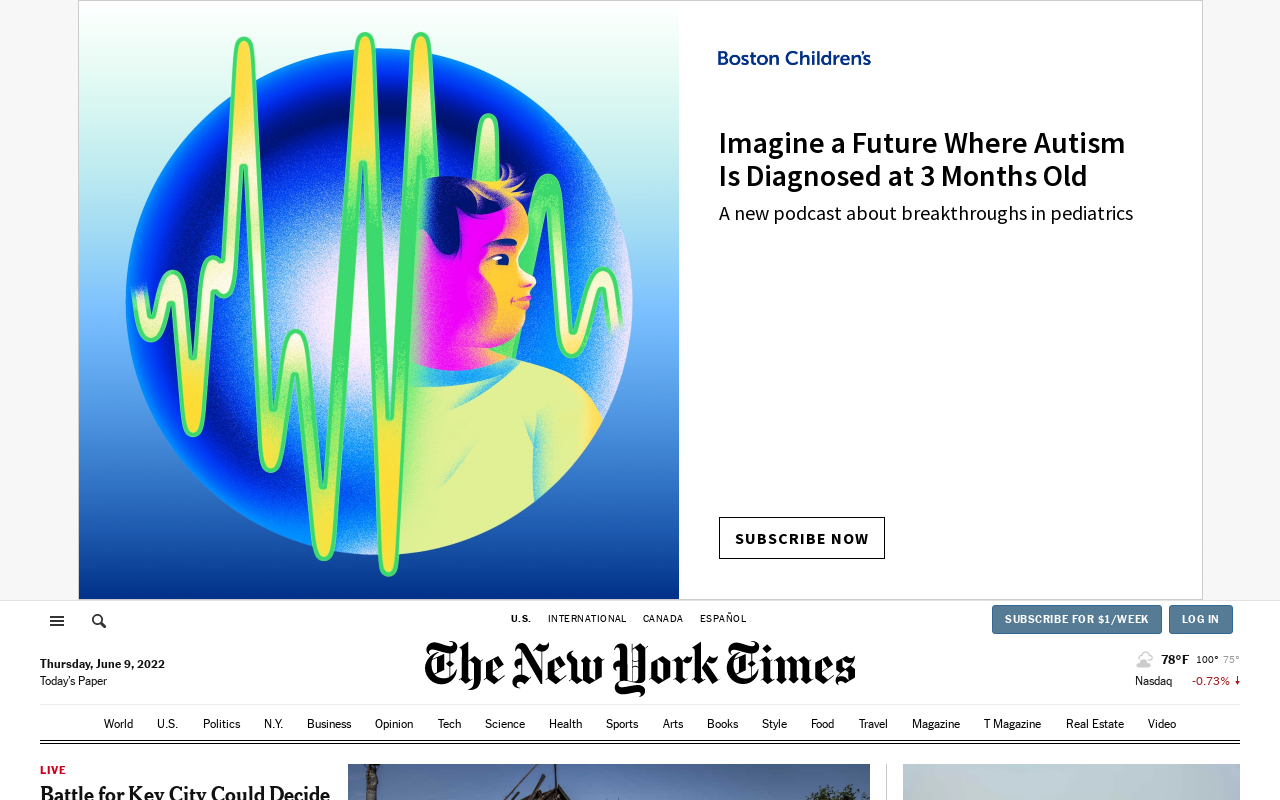 Boston Children's
Imagine a Future Where Autism
Is Diagnosed at 3 Months Old
A new podcast about breakthroughs in pediatrics
SUBSCRIBE NOW
U.S. INTERNATIONAL CANADA ESPAÑOL
SUBSCRIBE FOR $1/WEEK LOG IN
The New York Times
Thursday, June 9, 2022
Today's Paper
78°F 100° 75°
Nasdaq -0.73% ↓
World U.S. Politics N.Y. Business Opinion Tech Science Health Sports Arts Books Style Food Travel Magazine T Magazine Real Estate Video
LIVE
Battle for Key City Could Decide